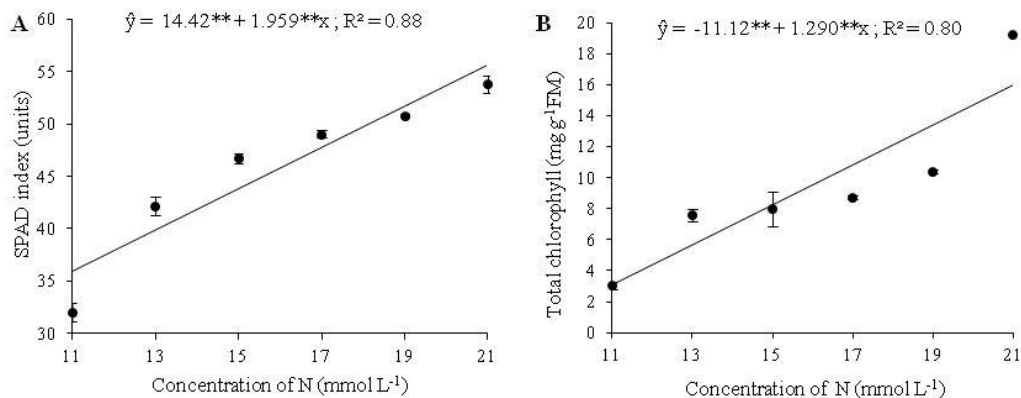 A
ŷ = 14.42** + 1.959**x ; R² = 0.88
SPAD index (units)
60
55
50
45
40
35
30
11 13 15 17 19 21
Concentration of N (mmol L⁻¹)
B
ŷ = -11.12** + 1.290**x ; R² = 0.80
Total chlorophyll (mg g⁻¹FM)
20
18
16
14
12
10
8
6
4
2
0
11 13 15 17 19 21
Concentration of N (mmol L⁻¹)